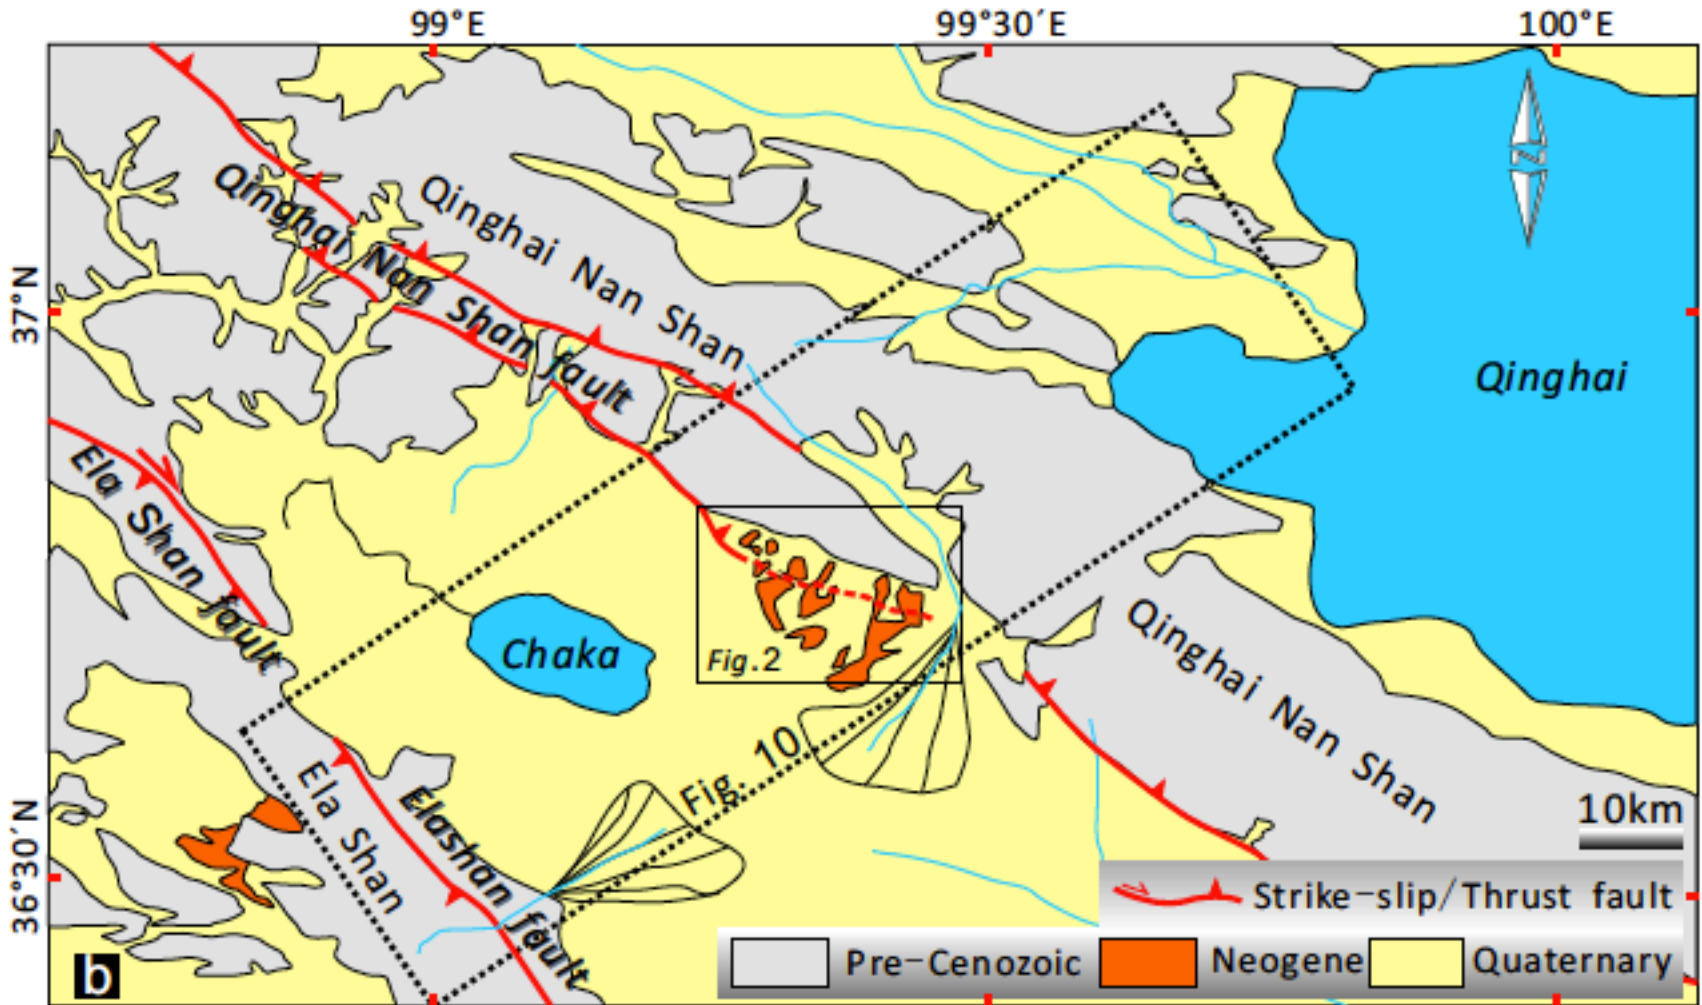 99°E
99°30´E
100°E
37°N
36°30´N
N
Qinghai Nan Shan fault
Qinghai Nan Shan
Qinghai
Ela Shan fault
Chaka
Fig.2
Qinghai Nan Shan
Fig. 10
Ela Shan
Elashan fault
10km
Strike-slip/Thrust fault
Pre-Cenozoic
Neogene
Quaternary
b